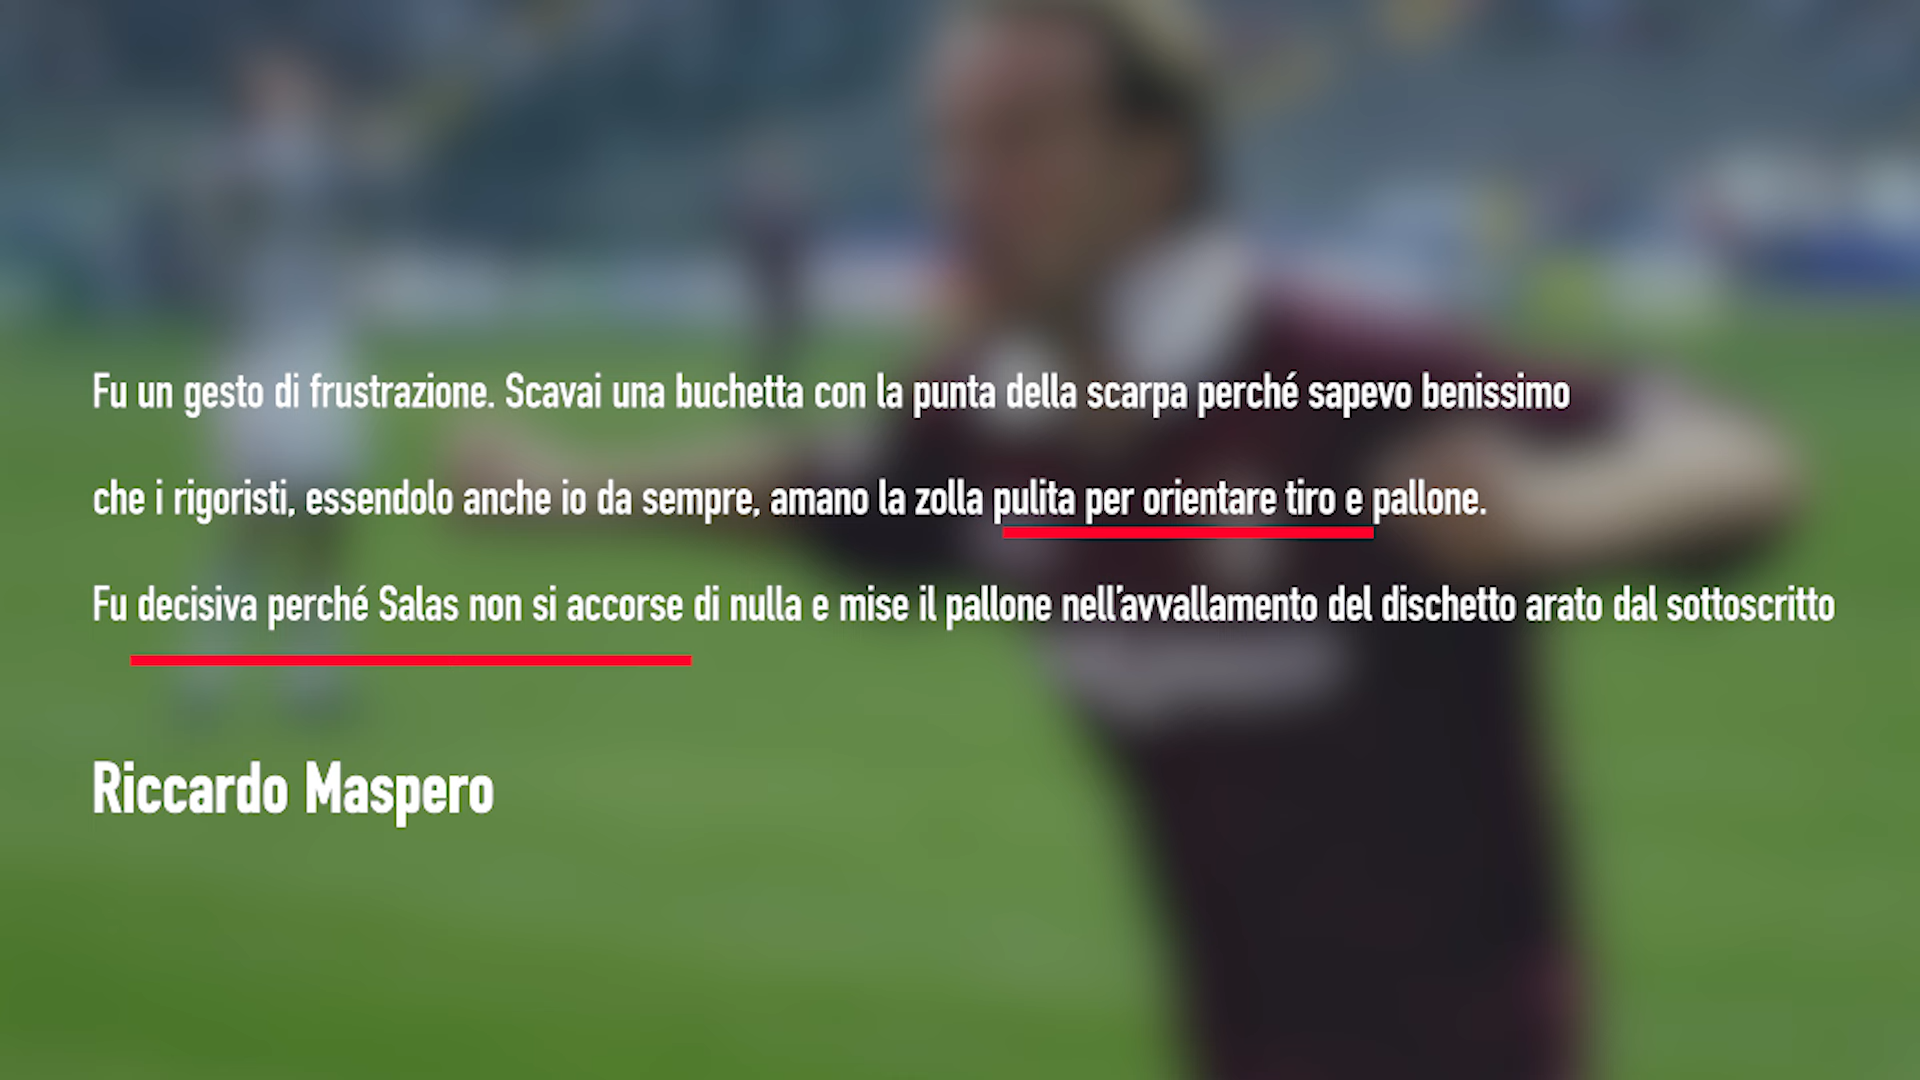 Fu un gesto di frustrazione. Scavai una buchetta con la punta della scarpa perché sapevo benissimo
che i rigoristi, essendolo anche io da sempre, amano la zolla pulita per orientare tiro e pallone.
Fu decisiva perché Salas non si accorse di nulla e mise il pallone nell’avvallamento del dischetto arato dal sottoscritto
Riccardo Maspero